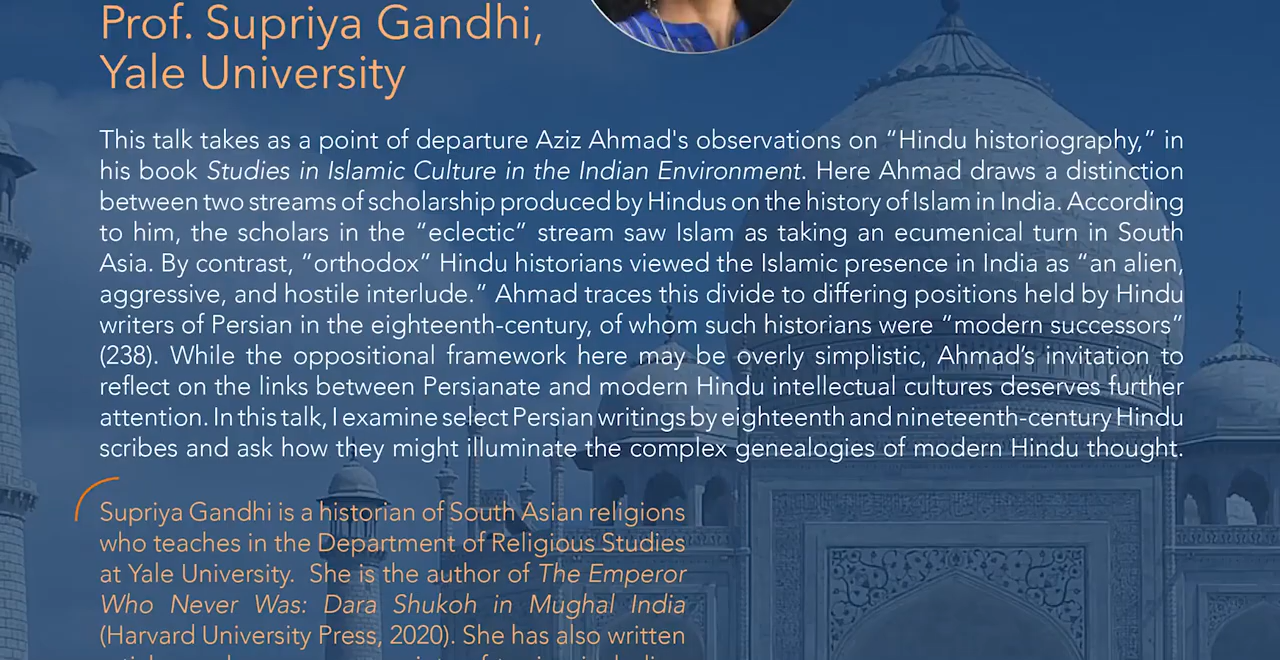 Prof. Supriya Gandhi,
Yale University
This talk takes as a point of departure Aziz Ahmad's observations on “Hindu historiography,” in
his book Studies in Islamic Culture in the Indian Environment. Here Ahmad draws a distinction
between two streams of scholarship produced by Hindus on the history of Islam in India. According
to him, the scholars in the “eclectic” stream saw Islam as taking an ecumenical turn in South
Asia. By contrast, “orthodox” Hindu historians viewed the Islamic presence in India as “an alien,
aggressive, and hostile interlude.” Ahmad traces this divide to differing positions held by Hindu
writers of Persian in the eighteenth-century, of whom such historians were “modern successors”
(238). While the oppositional framework here may be overly simplistic, Ahmad’s invitation to
reflect on the links between Persianate and modern Hindu intellectual cultures deserves further
attention. In this talk, I examine select Persian writings by eighteenth and nineteenth-century Hindu
scribes and ask how they might illuminate the complex genealogies of modern Hindu thought.
Supriya Gandhi is a historian of South Asian religions
who teaches in the Department of Religious Studies
at Yale University. She is the author of The Emperor
Who Never Was: Dara Shukoh in Mughal India
(Harvard University Press, 2020). She has also written